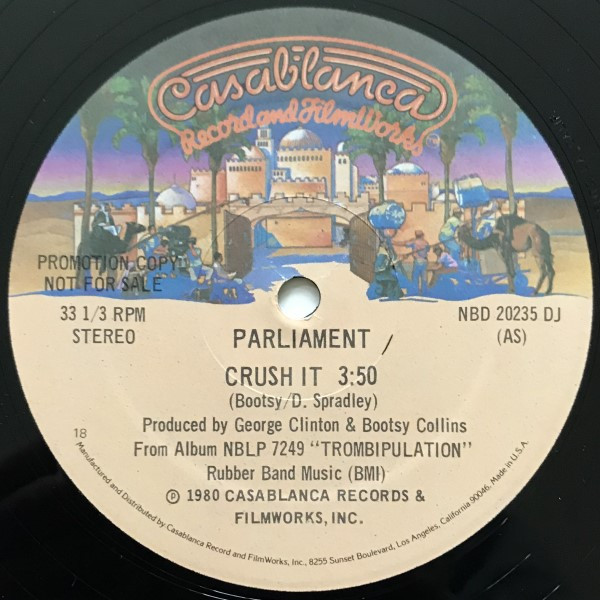 Casablanca
Record and FilmWorks
PROMOTION COPY
NOT FOR SALE
33 1/3 RPM
STEREO
NBD 20235 DJ
(AS)
PARLIAMENT
CRUSH IT 3:50
(Bootsy/D. Spradley)
Produced by George Clinton & Bootsy Collins
From Album NBLP 7249 “TROMBIPULATION”
Rubber Band Music (BMI)
℗ 1980 CASABLANCA RECORDS &
FILMWORKS, INC.
18
Manufactured and Distributed by Casablanca Record and FilmWorks, Inc., 8255 Sunset Boulevard, Los Angeles, California 90046. Made in U.S.A.